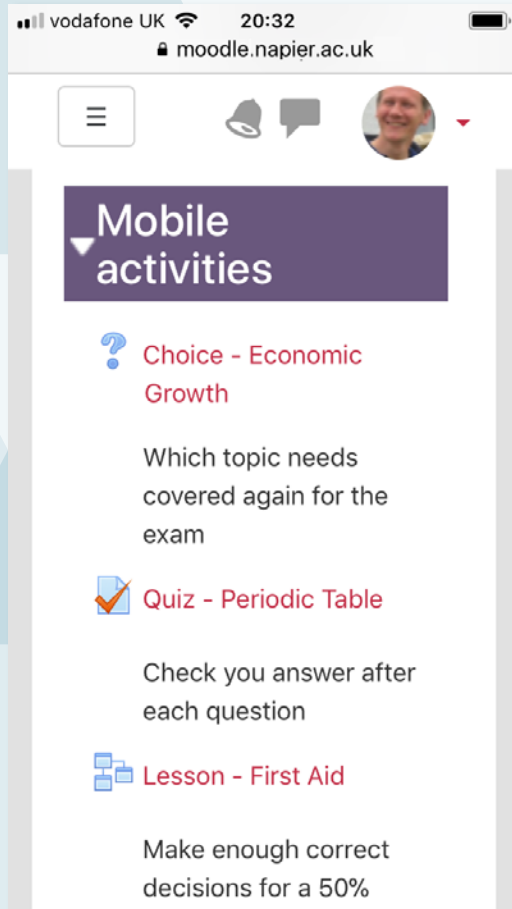 vodafone UK 20:32
moodle.napier.ac.uk
Mobile
activities
Choice - Economic
Growth
Which topic needs
covered again for the
exam
Quiz - Periodic Table
Check you answer after
each question
Lesson - First Aid
Make enough correct
decisions for a 50%